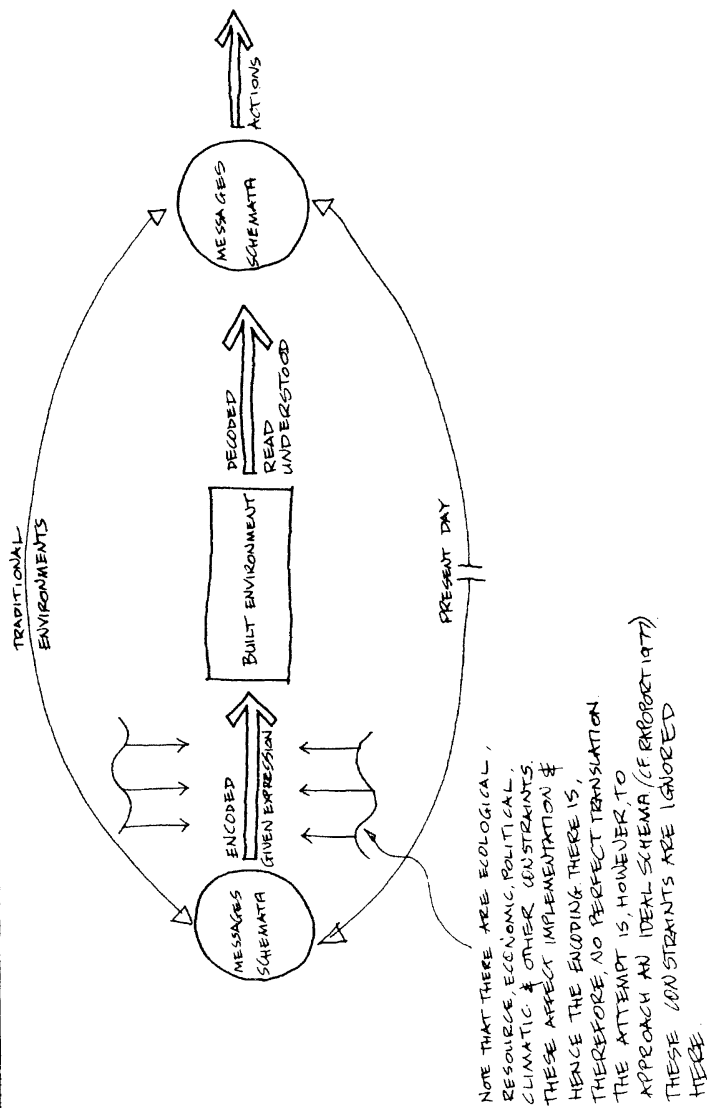 TRADITIONAL
ENVIRONMENTS
MESSAGES
SCHEMATA
ENCODED
GIVEN EXPRESSION
BUILT ENVIRONMENT
DECODED
READ
UNDERSTOOD
MESSAGES
SCHEMATA
ACTIONS
PRESENT DAY
NOTE THAT THERE ARE ECOLOGICAL,
RESOURCE, ECONOMIC, POLITICAL,
CLIMATIC & OTHER CONSTRAINTS.
THESE AFFECT IMPLEMENTATION &
HENCE THE ENCODING THERE IS,
THEREFORE, NO PERFECT TRANSLATION.
THE ATTEMPT IS, HOWEVER, TO
APPROACH AN IDEAL SCHEMA, (CF RAPOPORT 1977)
THESE CONSTRAINTS ARE IGNORED
HERE.